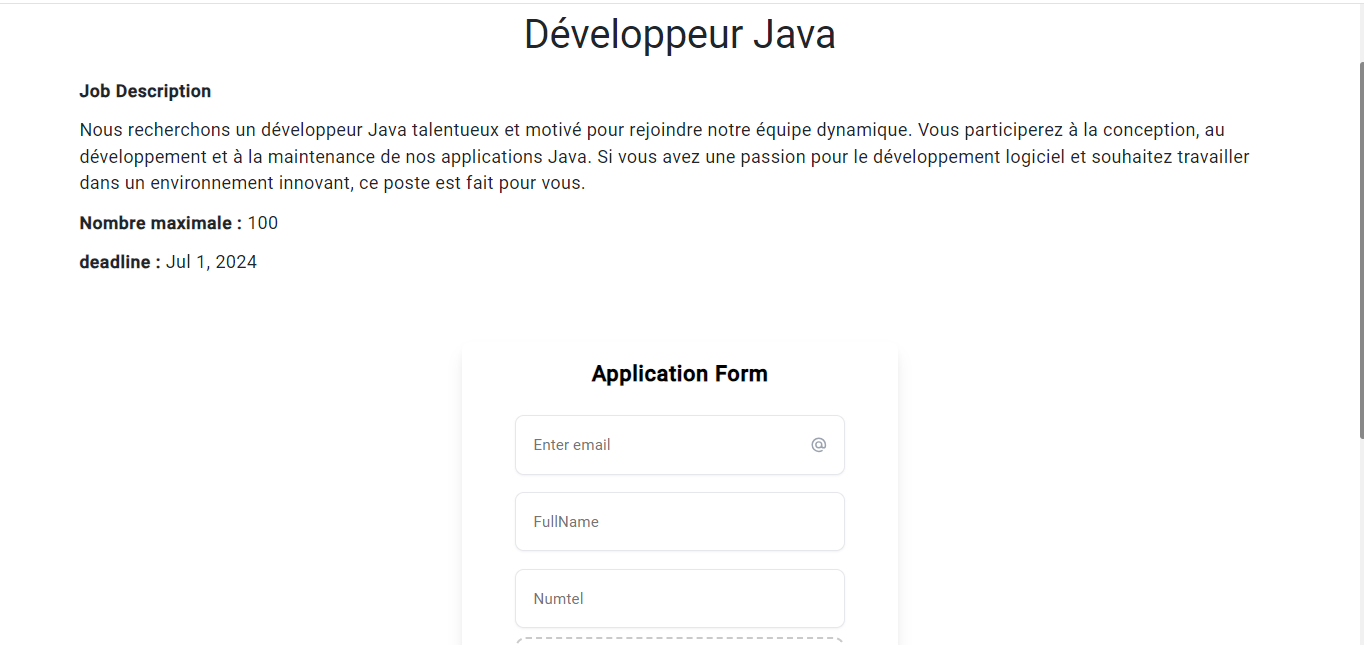 Développeur Java
Job Description
Nous recherchons un développeur Java talentueux et motivé pour rejoindre notre équipe dynamique. Vous participerez à la conception, au
développement et à la maintenance de nos applications Java. Si vous avez une passion pour le développement logiciel et souhaitez travailler
dans un environnement innovant, ce poste est fait pour vous.
Nombre maximale : 100
deadline : Jul 1, 2024
Application Form
Enter email @
FullName
Numtel